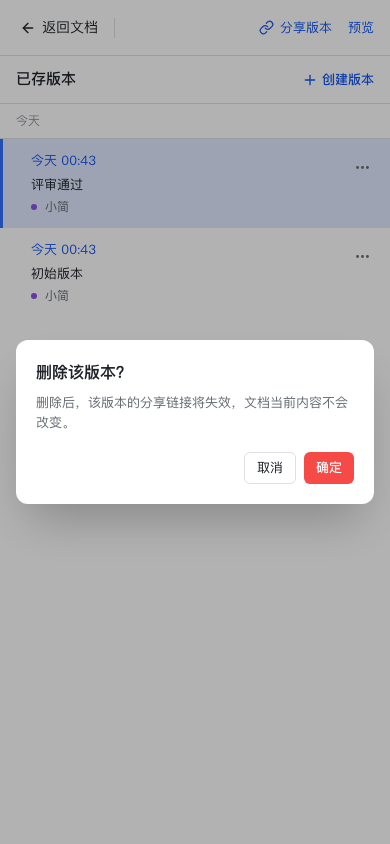 返回文档
分享版本
预览
已存版本
创建版本
今天
今天 00:43
评审通过
小简
今天 00:43
初始版本
小简
删除该版本？
删除后，该版本的分享链接将失效，文档当前内容不会
改变。
取消
确定